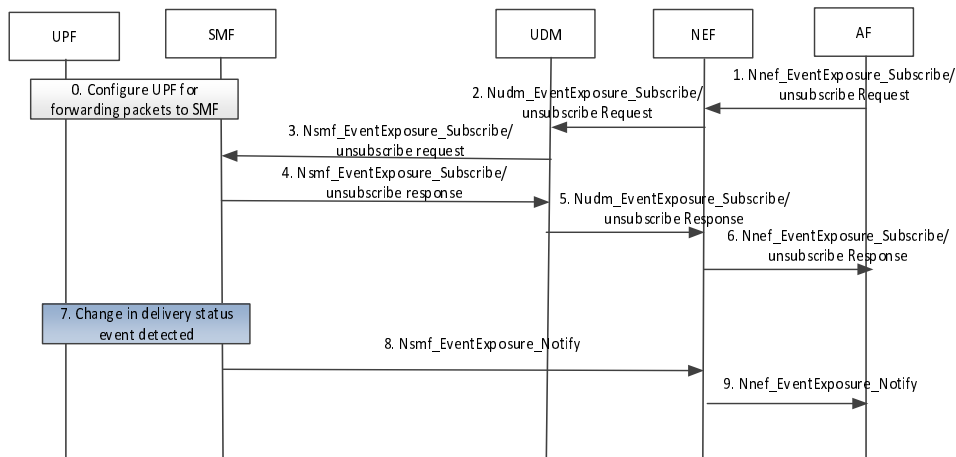 UPF
SMF
UDM
NEF
AF
0. Configure UPF for
forwarding packets to SMF
1. Nnef_EventExposure_Subscribe/
unsubscribe Request
2. Nudm_EventExposure_Subscribe/
unsubscribe Request
3. Nsmf_EventExposure_Subscribe/
unsubscribe request
4. Nsmf_EventExposure_Subscribe/
unsubscribe response
5. Nudm_EventExposure_Subscribe/
unsubscribe Response
6. Nnef_EventExposure_Subscribe/
unsubscribe Response
7. Change in delivery status
event detected
8. Nsmf_EventExposure_Notify
9. Nnef_EventExposure_Notify